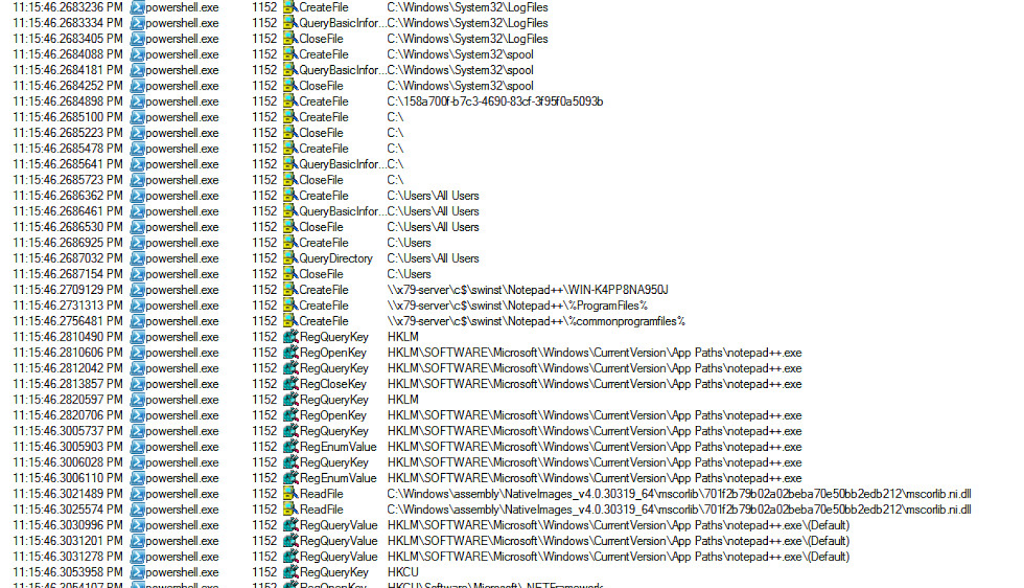 11:15:46.2683236 PM powershell.exe 1152 CreateFile C:\Windows\System32\LogFiles
11:15:46.2683334 PM powershell.exe 1152 QueryBasicInfor...C:\Windows\System32\LogFiles
11:15:46.2683405 PM powershell.exe 1152 CloseFile C:\Windows\System32\LogFiles
11:15:46.2684088 PM powershell.exe 1152 CreateFile C:\Windows\System32\spool
11:15:46.2684181 PM powershell.exe 1152 QueryBasicInfor...C:\Windows\System32\spool
11:15:46.2684252 PM powershell.exe 1152 CloseFile C:\Windows\System32\spool
11:15:46.2684898 PM powershell.exe 1152 CreateFile C:\158a700f-b7c3-4690-83cf-3f95f0a5093b
11:15:46.2685100 PM powershell.exe 1152 CreateFile C:\
11:15:46.2685223 PM powershell.exe 1152 CloseFile C:\
11:15:46.2685478 PM powershell.exe 1152 CreateFile C:\
11:15:46.2685641 PM powershell.exe 1152 QueryBasicInfor...C:\
11:15:46.2685723 PM powershell.exe 1152 CloseFile C:\
11:15:46.2686362 PM powershell.exe 1152 CreateFile C:\Users\All Users
11:15:46.2686461 PM powershell.exe 1152 QueryBasicInfor...C:\Users\All Users
11:15:46.2686530 PM powershell.exe 1152 CloseFile C:\Users\All Users
11:15:46.2686925 PM powershell.exe 1152 CreateFile C:\Users
11:15:46.2687032 PM powershell.exe 1152 QueryDirectory C:\Users\All Users
11:15:46.2687154 PM powershell.exe 1152 CloseFile C:\Users
11:15:46.2709129 PM powershell.exe 1152 CreateFile \\x79-server\c$\swinst\Notepad++\WIN-K4PP8NA950J
11:15:46.2731313 PM powershell.exe 1152 CreateFile \\x79-server\c$\swinst\Notepad++\%ProgramFiles%
11:15:46.2756481 PM powershell.exe 1152 CreateFile \\x79-server\c$\swinst\Notepad++\%commonprogramfiles%
11:15:46.2810490 PM powershell.exe 1152 RegQueryKey HKLM
11:15:46.2810606 PM powershell.exe 1152 RegOpenKey HKLM\SOFTWARE\Microsoft\Windows\CurrentVersion\App Paths\notepad++.exe
11:15:46.2812042 PM powershell.exe 1152 RegQueryKey HKLM\SOFTWARE\Microsoft\Windows\CurrentVersion\App Paths\notepad++.exe
11:15:46.2813857 PM powershell.exe 1152 RegCloseKey HKLM\SOFTWARE\Microsoft\Windows\CurrentVersion\App Paths\notepad++.exe
11:15:46.2820597 PM powershell.exe 1152 RegQueryKey HKLM
11:15:46.2820706 PM powershell.exe 1152 RegOpenKey HKLM\SOFTWARE\Microsoft\Windows\CurrentVersion\App Paths\notepad++.exe
11:15:46.3005737 PM powershell.exe 1152 RegQueryKey HKLM\SOFTWARE\Microsoft\Windows\CurrentVersion\App Paths\notepad++.exe
11:15:46.3005903 PM powershell.exe 1152 RegEnumValue HKLM\SOFTWARE\Microsoft\Windows\CurrentVersion\App Paths\notepad++.exe
11:15:46.3006028 PM powershell.exe 1152 RegQueryKey HKLM\SOFTWARE\Microsoft\Windows\CurrentVersion\App Paths\notepad++.exe
11:15:46.3006110 PM powershell.exe 1152 RegEnumValue HKLM\SOFTWARE\Microsoft\Windows\CurrentVersion\App Paths\notepad++.exe
11:15:46.3021489 PM powershell.exe 1152 ReadFile C:\Windows\assembly\NativeImages_v4.0.30319_64\mscorlib\701f2b79b02a02beba70e50bb2edb212\mscorlib.ni.dll
11:15:46.3025574 PM powershell.exe 1152 ReadFile C:\Windows\assembly\NativeImages_v4.0.30319_64\mscorlib\701f2b79b02a02beba70e50bb2edb212\mscorlib.ni.dll
11:15:46.3030996 PM powershell.exe 1152 RegQueryValue HKLM\SOFTWARE\Microsoft\Windows\CurrentVersion\App Paths\notepad++.exe\(Default)
11:15:46.3031201 PM powershell.exe 1152 RegQueryValue HKLM\SOFTWARE\Microsoft\Windows\CurrentVersion\App Paths\notepad++.exe\(Default)
11:15:46.3031278 PM powershell.exe 1152 RegQueryValue HKLM\SOFTWARE\Microsoft\Windows\CurrentVersion\App Paths\notepad++.exe\(Default)
11:15:46.3053958 PM powershell.exe 1152 RegQueryKey HKCU
11:15:46.3054107 PM powershell.exe 1152 RegOpenKey HKCU\Software\Microsoft\.NETFramework